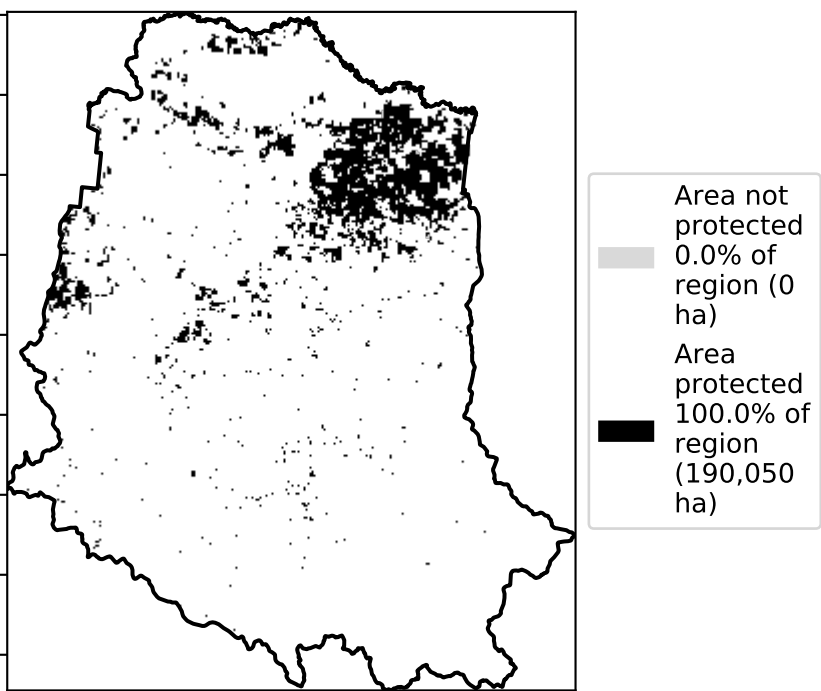 Area not
protected
0.0% of
region (0
ha)
Area
protected
100.0% of
region
(190,050
ha)